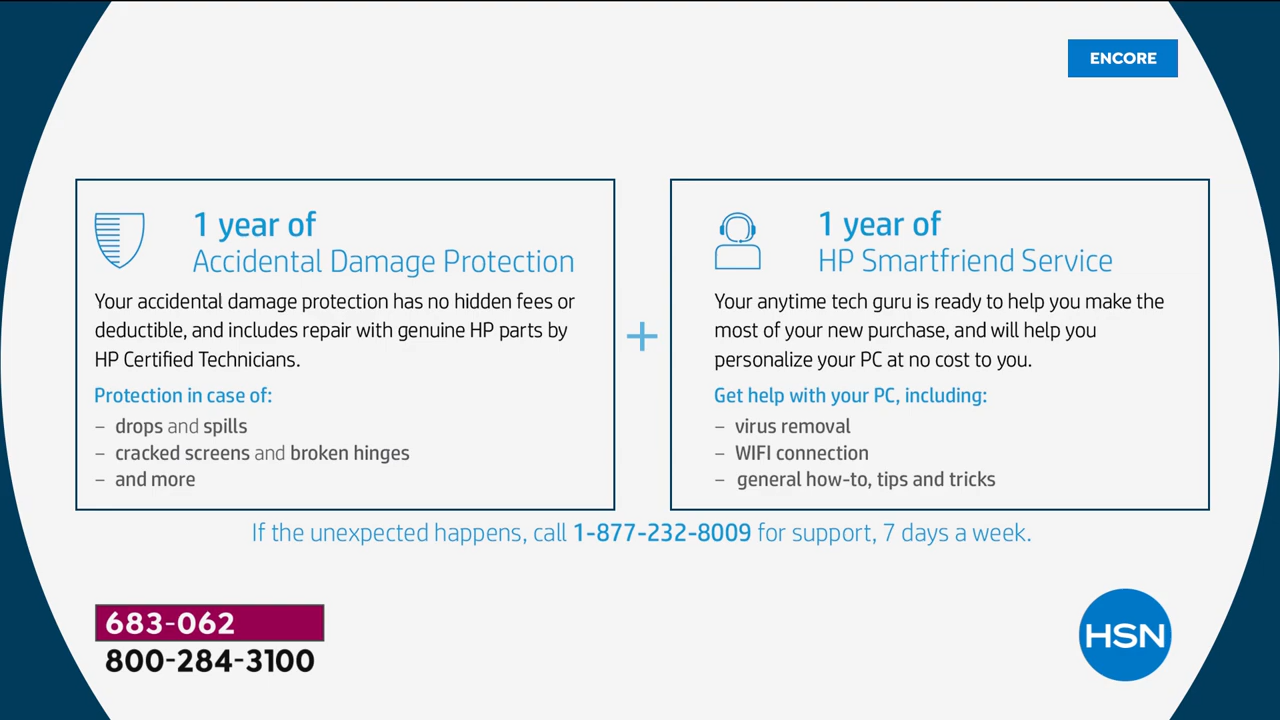 ENCORE
1 year of
Accidental Damage Protection
Your accidental damage protection has no hidden fees or
deductible, and includes repair with genuine HP parts by
HP Certified Technicians.
Protection in case of:
– drops and spills
– cracked screens and broken hinges
– and more
+
1 year of
HP Smartfriend Service
Your anytime tech guru is ready to help you make the
most of your new purchase, and will help you
personalize your PC at no cost to you.
Get help with your PC, including:
– virus removal
– WIFI connection
– general how-to, tips and tricks
If the unexpected happens, call 1-877-232-8009 for support, 7 days a week.
683-062
800-284-3100
HSN